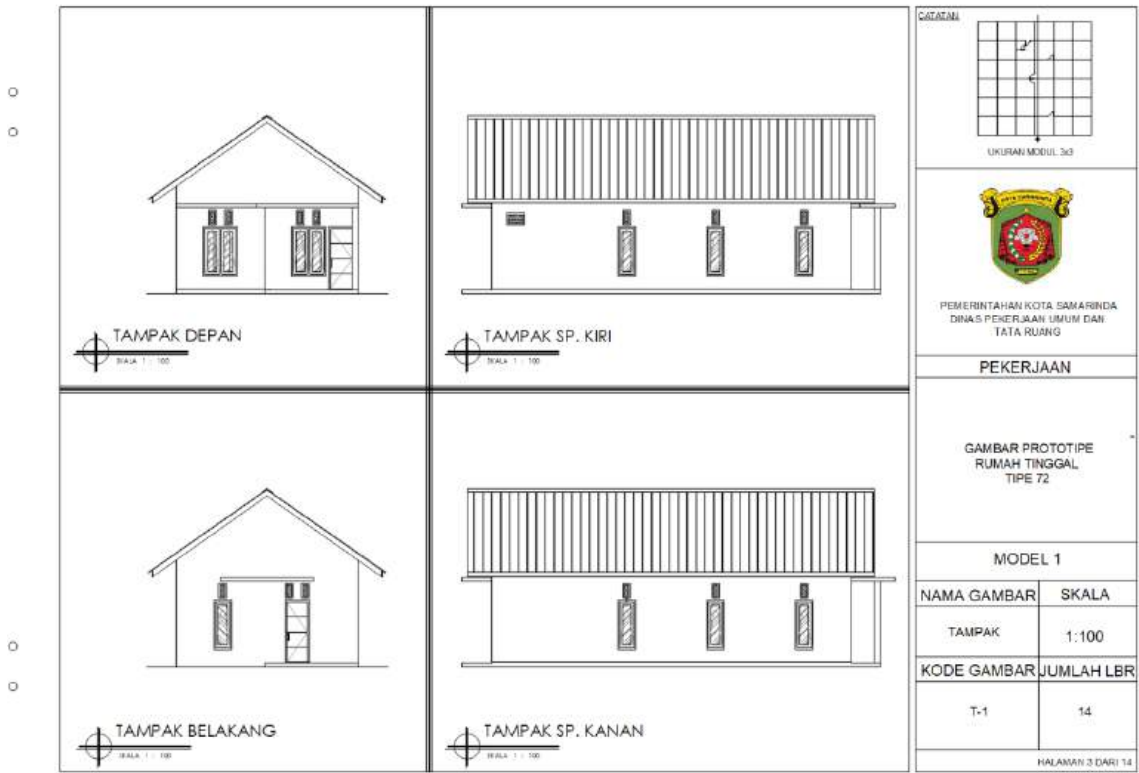 TAMPAK DEPAN
SKALA 1 : 100
TAMPAK SP. KIRI
SKALA 1 : 100
TAMPAK BELAKANG
SKALA 1 : 100
TAMPAK SP. KANAN
SKALA 1 : 100
CATATAN
UKURAN MODUL 3x3
KOTA SAMARINDA
PEMERINTAHAN KOTA SAMARINDA
DINAS PEKERJAAN UMUM DAN
TATA RUANG
PEKERJAAN
GAMBAR PROTOTIPE
RUMAH TINGGAL
TIPE 72
MODEL 1
NAMA GAMBAR SKALA
TAMPAK 1:100
KODE GAMBAR JUMLAH LBR
T-1 14
HALAMAN 3 DARI 14